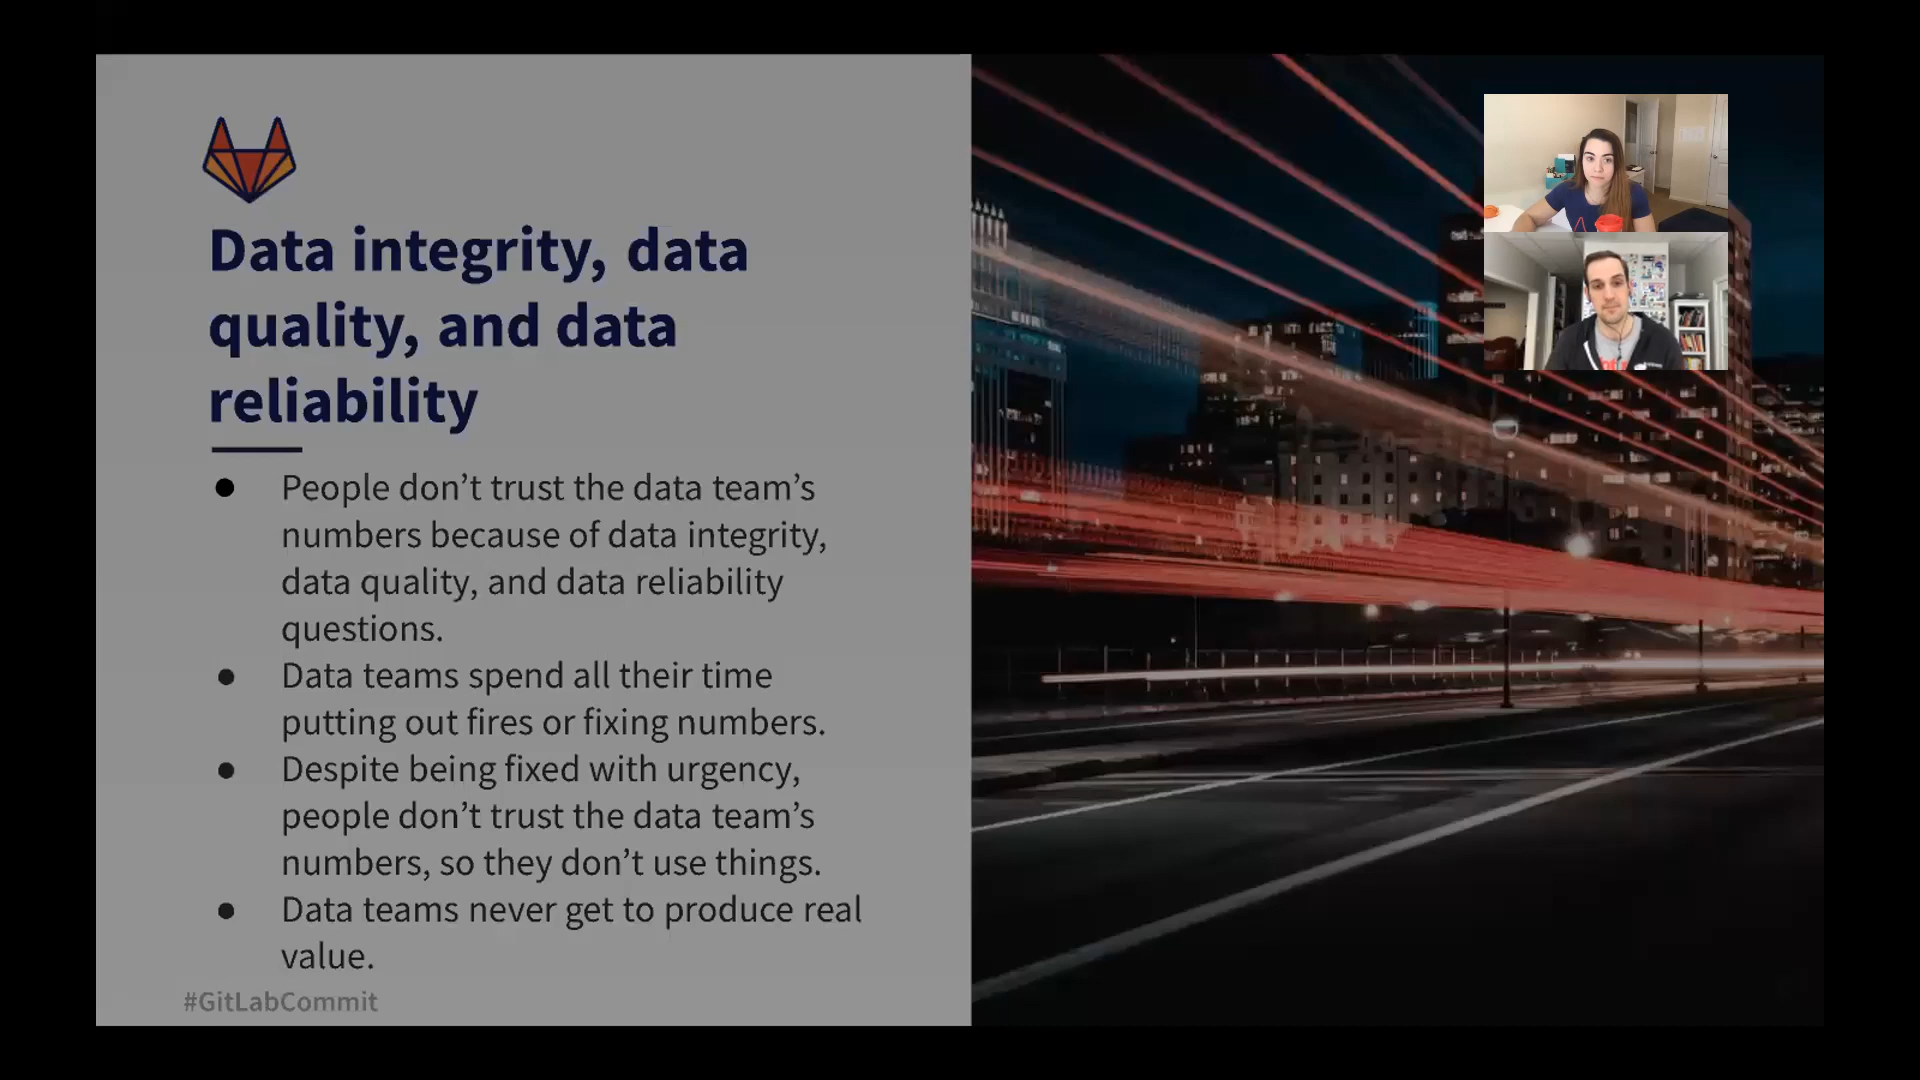 Data integrity, data
quality, and data
reliability
● People don’t trust the data team’s
numbers because of data integrity,
data quality, and data reliability
questions.
● Data teams spend all their time
putting out fires or fixing numbers.
● Despite being fixed with urgency,
people don’t trust the data team’s
numbers, so they don’t use things.
● Data teams never get to produce real
value.
#GitLabCommit